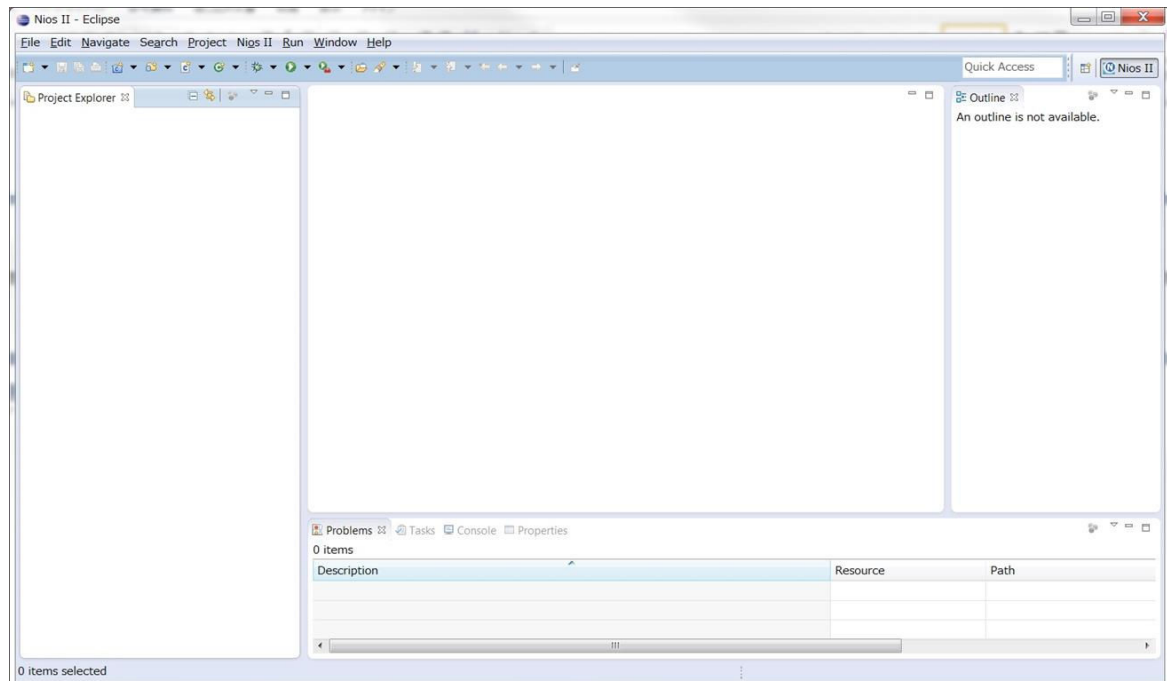 Nios II - Eclipse
File Edit Navigate Search Project Nios II Run Window Help
Quick Access
Nios II
Project Explorer
Outline
An outline is not available.
Problems Tasks Console Properties
0 items
Description Resource Path
0 items selected